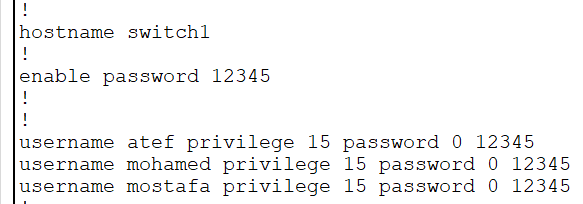 !
hostname switch1
!
enable password 12345
!
!
username atef privilege 15 password 0 12345
username mohamed privilege 15 password 0 12345
username mostafa privilege 15 password 0 12345
!